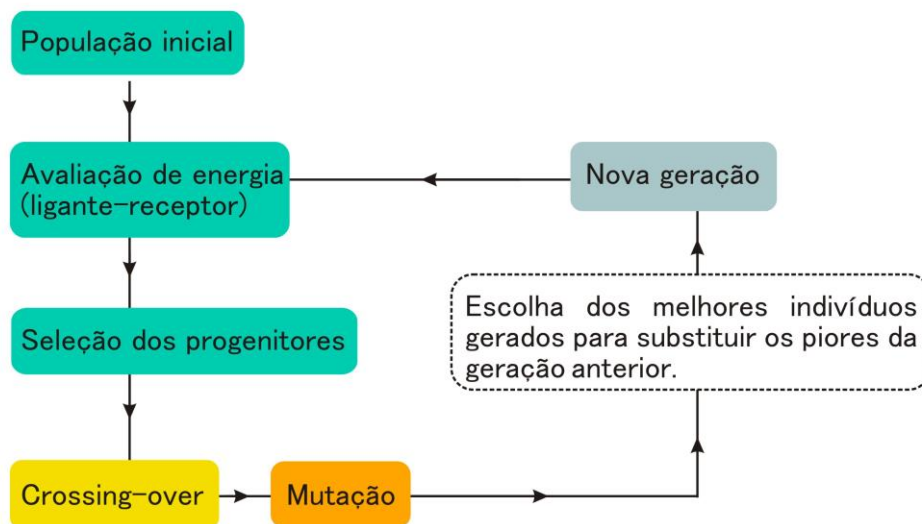 População inicial
Avaliação de energia
(ligante-receptor)
Seleção dos progenitores
Crossing-over
Mutação
Escolha dos melhores indivíduos
gerados para substituir os piores da
geração anterior.
Nova geração